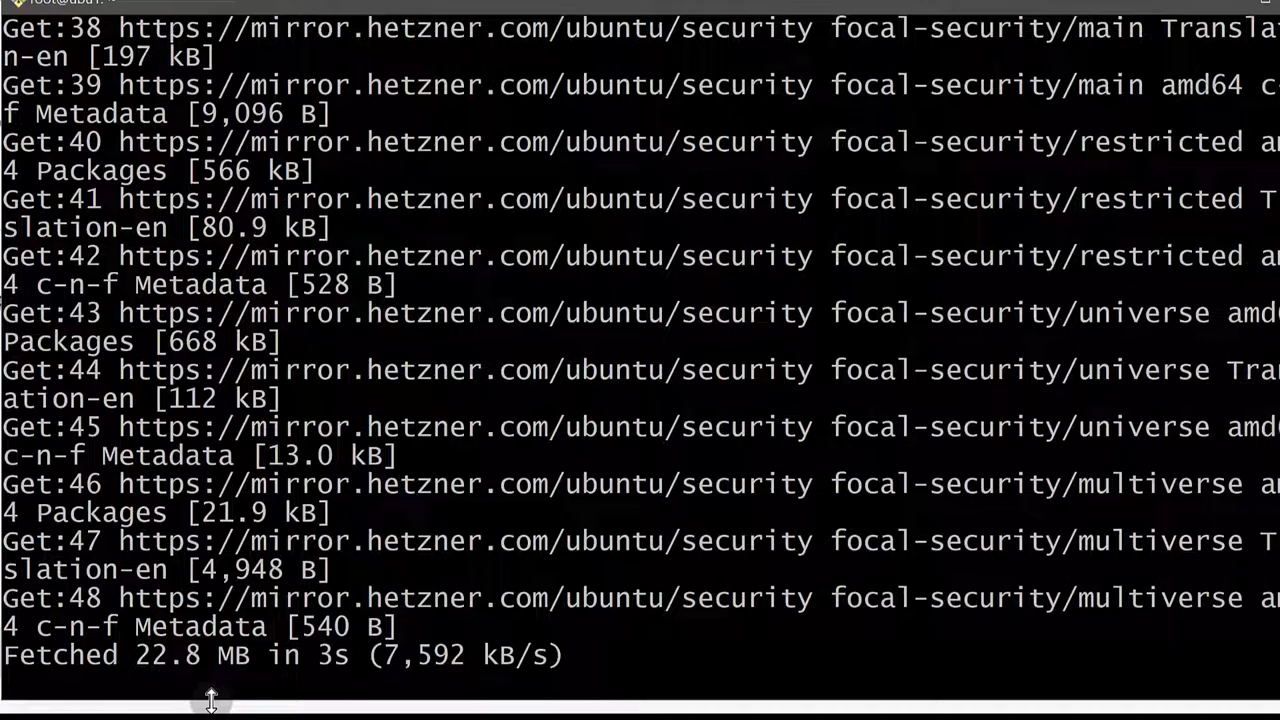 root@ubu1: ~
Get:38 https://mirror.hetzner.com/ubuntu/security focal-security/main Transla
n-en [197 kB]
Get:39 https://mirror.hetzner.com/ubuntu/security focal-security/main amd64 c-
f Metadata [9,096 B]
Get:40 https://mirror.hetzner.com/ubuntu/security focal-security/restricted a
4 Packages [566 kB]
Get:41 https://mirror.hetzner.com/ubuntu/security focal-security/restricted T
slation-en [80.9 kB]
Get:42 https://mirror.hetzner.com/ubuntu/security focal-security/restricted a
4 c-n-f Metadata [528 B]
Get:43 https://mirror.hetzner.com/ubuntu/security focal-security/universe amd
Packages [668 kB]
Get:44 https://mirror.hetzner.com/ubuntu/security focal-security/universe Tra
ation-en [112 kB]
Get:45 https://mirror.hetzner.com/ubuntu/security focal-security/universe amd
c-n-f Metadata [13.0 kB]
Get:46 https://mirror.hetzner.com/ubuntu/security focal-security/multiverse a
4 Packages [21.9 kB]
Get:47 https://mirror.hetzner.com/ubuntu/security focal-security/multiverse T
slation-en [4,948 B]
Get:48 https://mirror.hetzner.com/ubuntu/security focal-security/multiverse a
4 c-n-f Metadata [540 B]
Fetched 22.8 MB in 3s (7,592 kB/s)